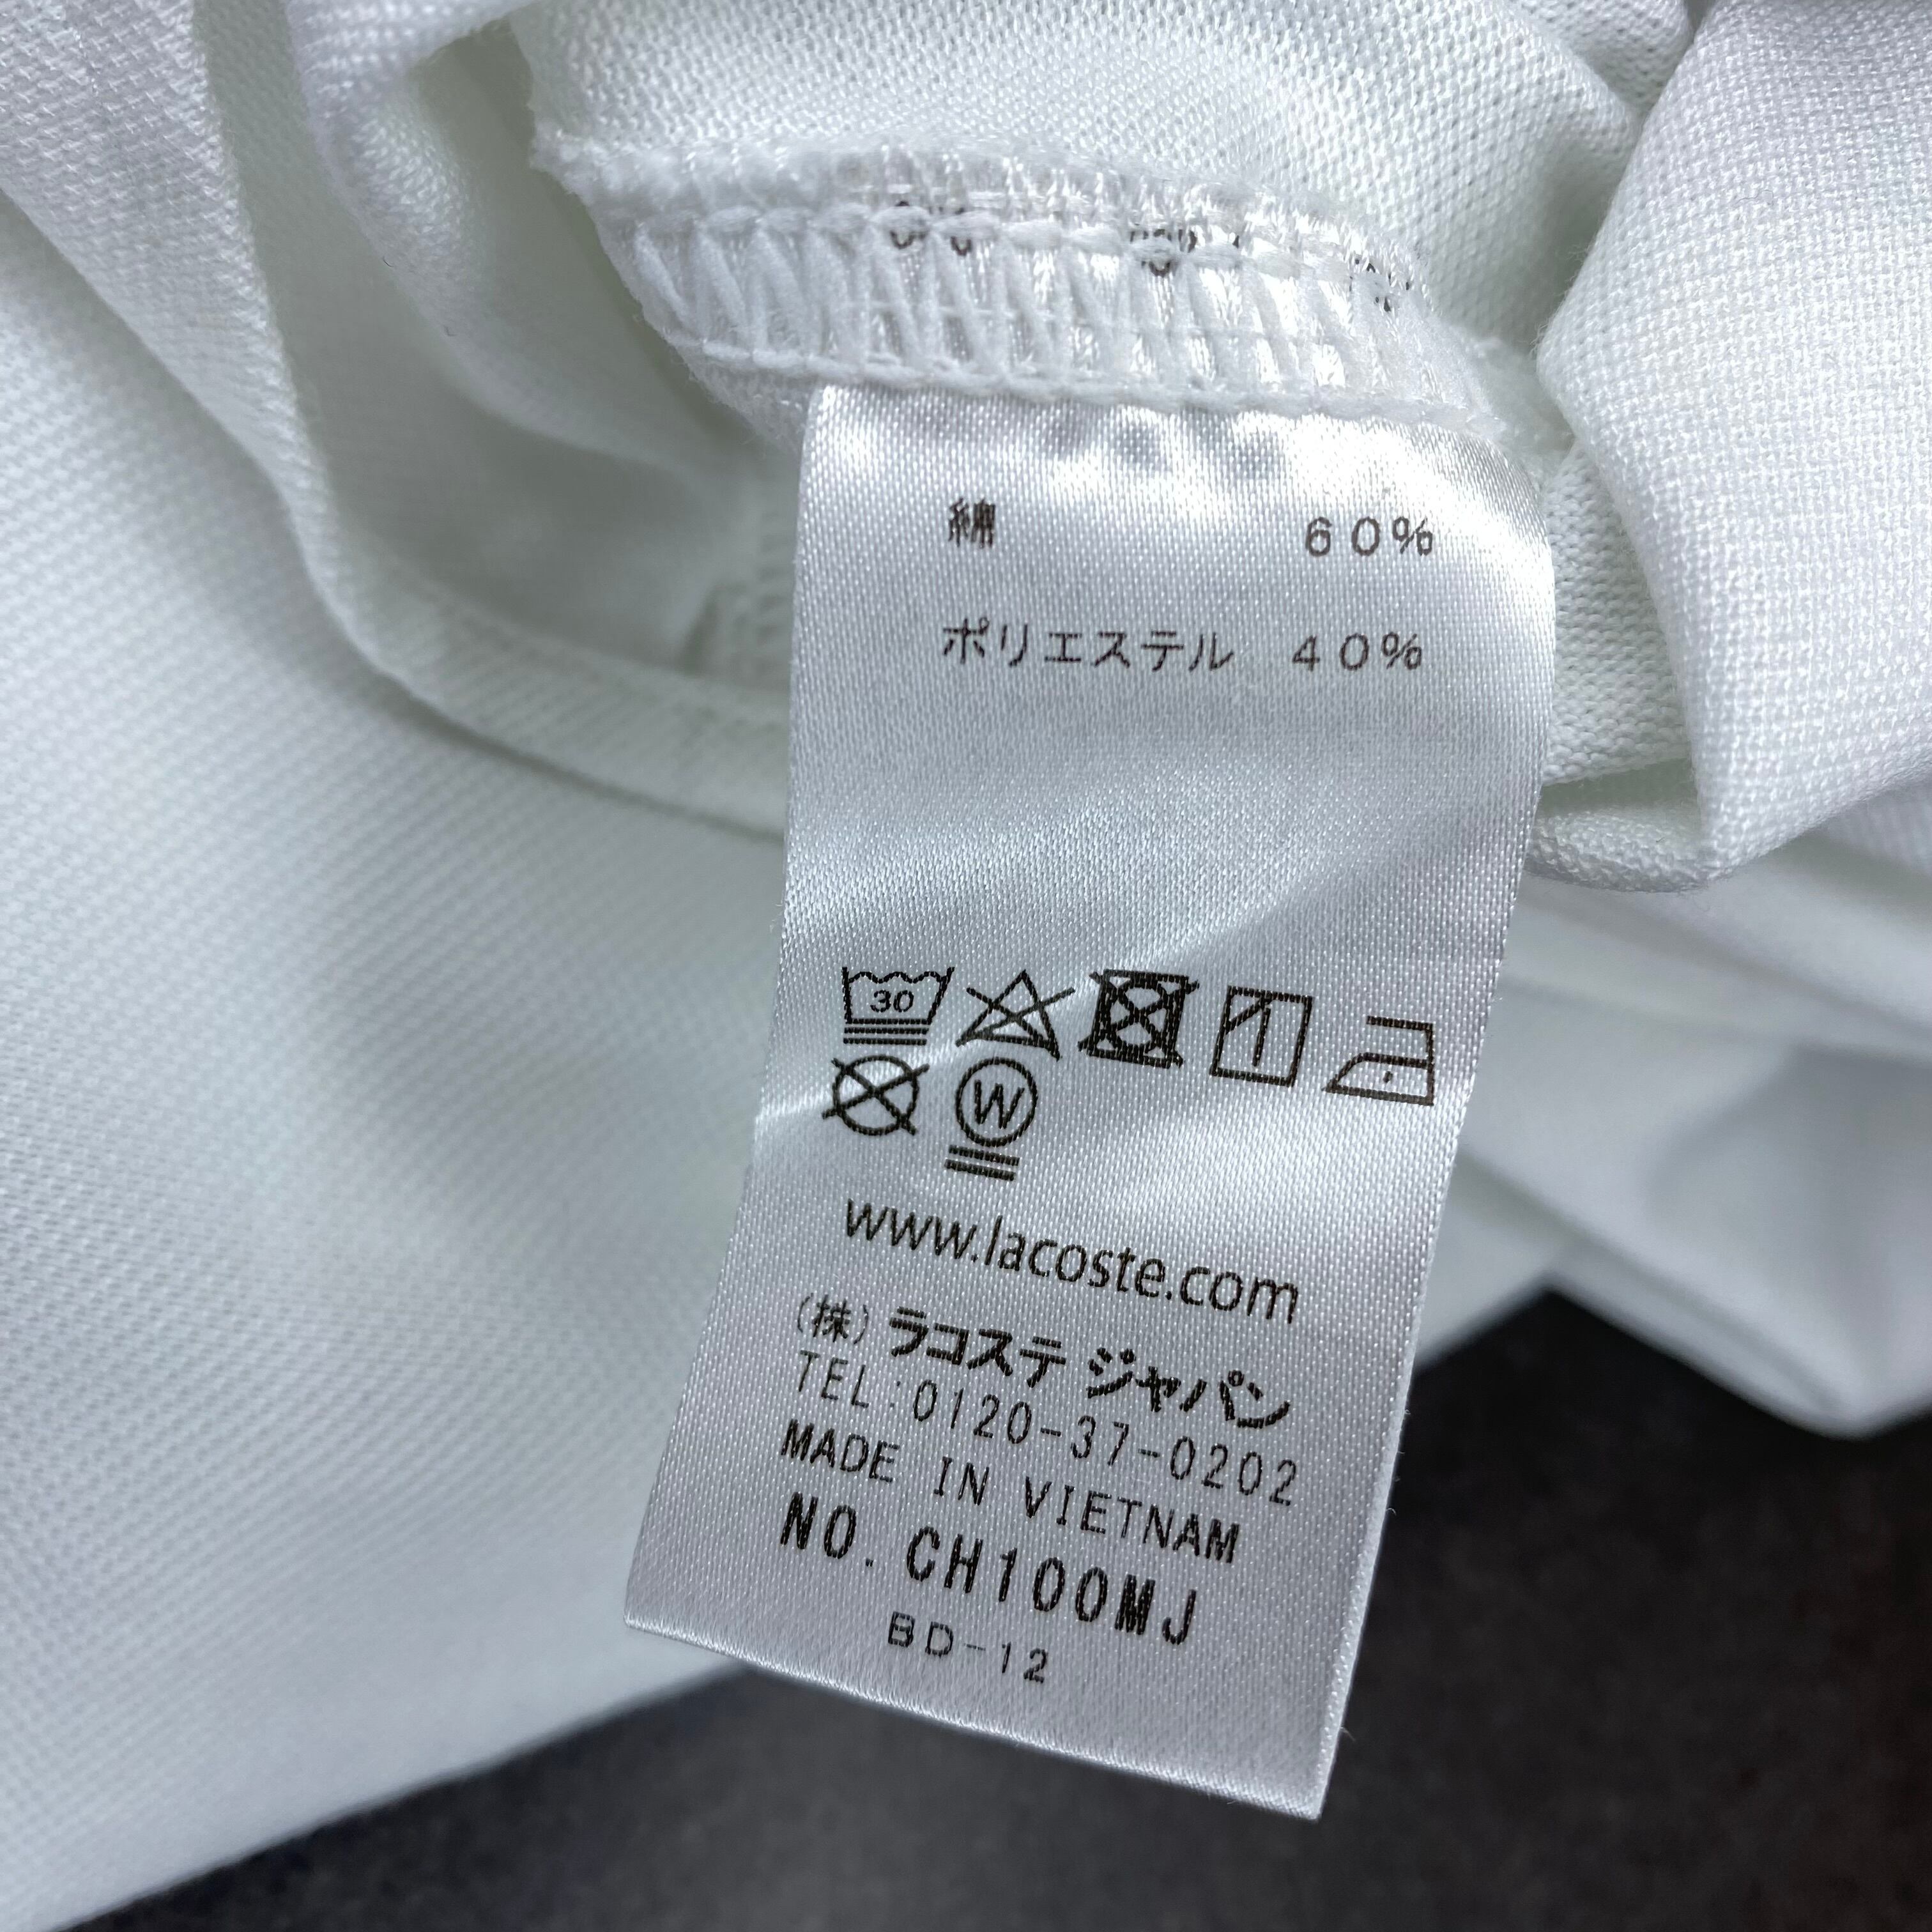 綿 60%
ポリエステル 40%
30
W
www.lacoste.com
(株)ラコステ ジャパン
TEL:0120-37-0202
MADE IN VIETNAM
NO. CH100MJ
BD-12